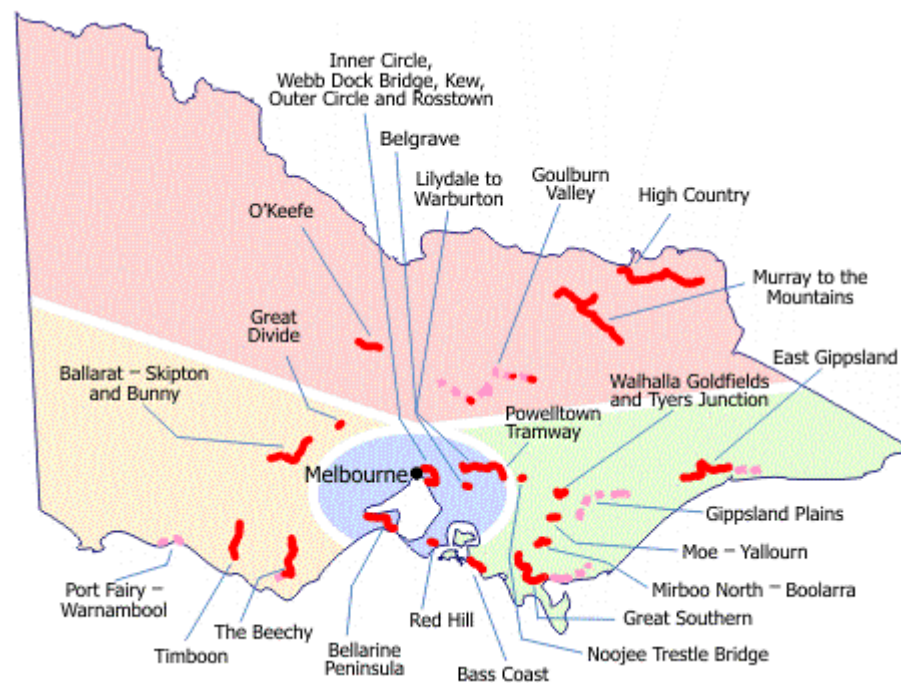 Inner Circle,
Webb Dock Bridge, Kew,
Outer Circle and Rosstown
Belgrave
Lilydale to
Warburton
Goulburn
Valley
High Country
O'Keefe
Murray to the
Mountains
Great
Divide
East Gippsland
Ballarat – Skipton
and Bunny
Walhalla Goldfields
and Tyers Junction
Powelltown
Tramway
Melbourne
Gippsland Plains
Moe – Yallourn
Port Fairy –
Warnambool
Mirboo North – Boolarra
Red Hill
Great Southern
The Beechy
Timboon
Bellarine
Peninsula
Noojee Trestle Bridge
Bass Coast